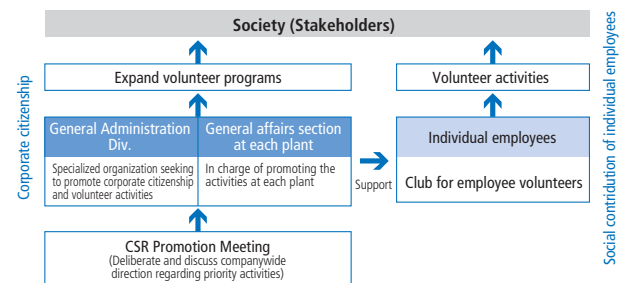 Society (Stakeholders)
Expand volunteer programs
Volunteer activities
Corporate citizenship
General Administration
Div.
General affairs section
at each plant
Specialized organization seeking
to promote corporate citizenship
and volunteer activities
In charge of promoting the
activities at each plant
Support
Individual employees
Club for employee volunteers
CSR Promotion Meeting
(Deliberate and discuss companywide
direction regarding priority activities)
Social contridution of individual employees